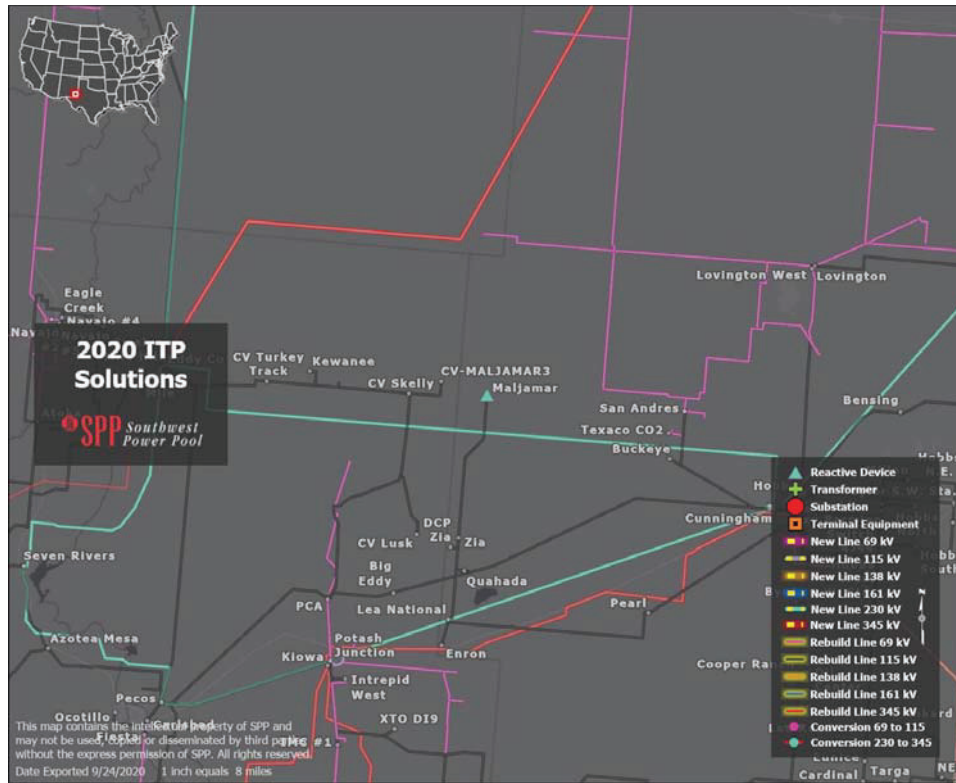 Lovington West
Lovington
Eagle
Creek
Navajo #4
2020 ITP
Solutions
SPP Southwest
Power Pool
CV Turkey
Track
Kewanee
CV Skelly
CV-MALJAMAR3
Maljamar
San Andres
Texaco CO2
Buckeye
Bensing
Cunningham
DCP
Zia
Zia
CV Lusk
Big
Eddy
Quahada
PCA
Lea National
Pearl
Seven Rivers
Azotea Mesa
Potash
Junction
Kiowa
Enron
Intrepid
West
Pecos
Ocotillo
Carlsbad
Fiesta
XTO DI9
IMC #1
Cooper Ran
Eunice
Cardinal
Targa
NE
Reactive Device
Transformer
Substation
Terminal Equipment
New Line 69 kV
New Line 115 kV
New Line 138 kV
New Line 161 kV
New Line 230 kV
New Line 345 kV
Rebuild Line 69 kV
Rebuild Line 115 kV
Rebuild Line 138 kV
Rebuild Line 161 kV
Rebuild Line 345 kV
Conversion 69 to 115
Conversion 230 to 345
N
This map contains the intellectual property of SPP and
may not be used, copied or disseminated by third parties
without the express permission of SPP. All rights reserved.
Date Exported 9/24/2020 1 inch equals 8 miles